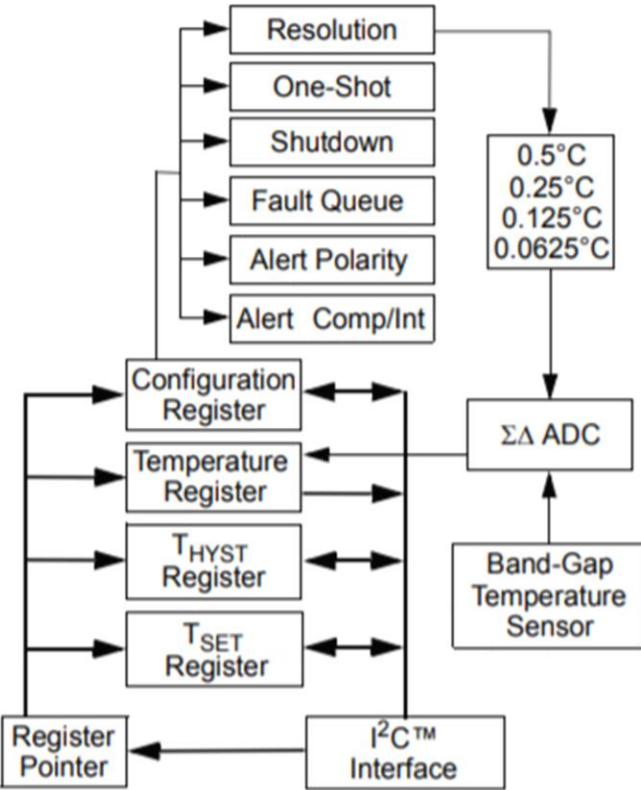 Resolution
One-Shot
Shutdown
Fault Queue
Alert Polarity
Alert Comp/Int
0.5°C
0.25°C
0.125°C
0.0625°C
Configuration
Register
Temperature
Register
THYST
Register
TSET
Register
ΣΔ ADC
Band-Gap
Temperature
Sensor
Register
Pointer
I²C™
Interface